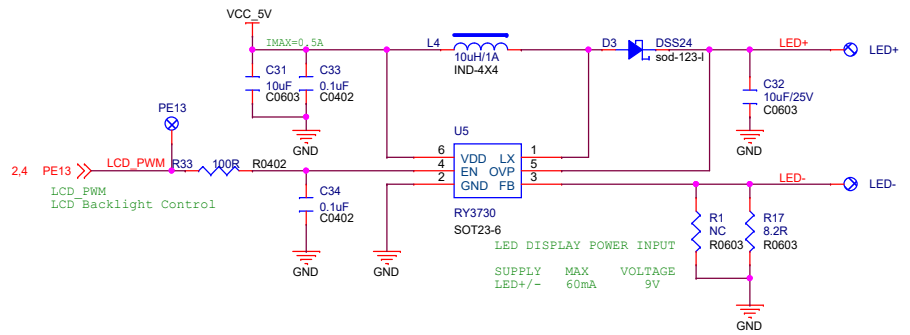 VCC_5V
IMAX=0.5A
L4
10uH/1A
IND-4X4
D3
DSS24
sod-123-l
LED+
LED+
C31
10uF
C0603
C33
0.1uF
C0402
C32
10uF/25V
C0603
GND
GND
PE13
U5
6
VDD
LX
1
4
EN
OVP
5
2
GND
FB
3
RY3730
SOT23-6
2,4
PE13
LCD_PWM
R33
100R
R0402
LCD_PWM
LCD Backlight Control
C34
0.1uF
C0402
GND
GND
LED-
LED-
R1
NC
R0603
R17
8.2R
R0603
LED DISPLAY POWER INPUT
SUPPLY MAX VOLTAGE
LED+/- 60mA 9V
GND